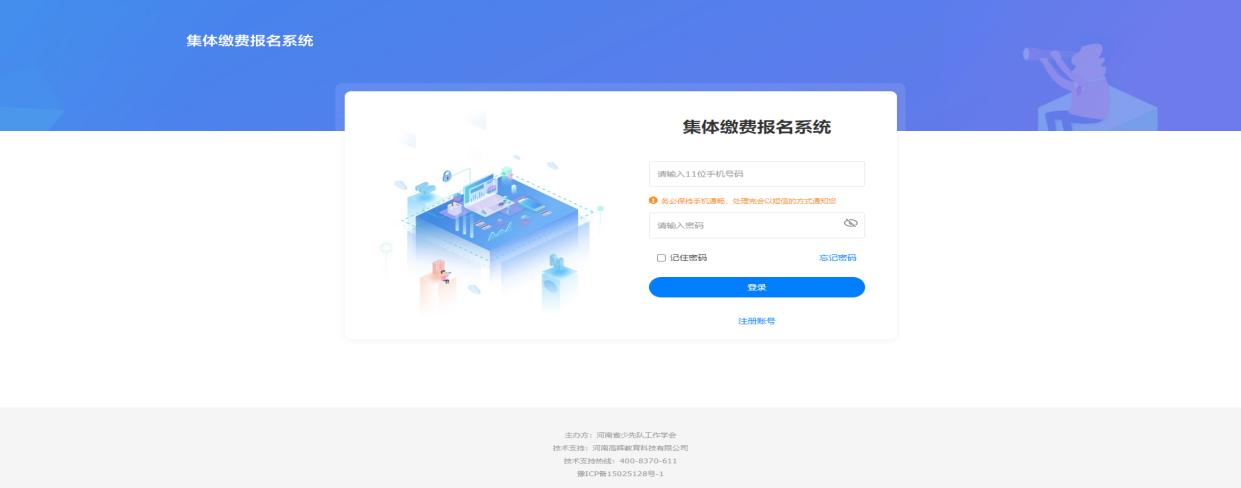 集体缴费报名系统
集体缴费报名系统
请输入11位手机号码
务必保持手机通畅，处理完会以短信的方式通知您
请输入密码
记住密码 忘记密码
登录
注册账号
主办方：河南省少先队工作学会
技术支持：河南高晖教育科技有限公司
技术支持热线：400-8370-611
豫ICP备15025128号-1